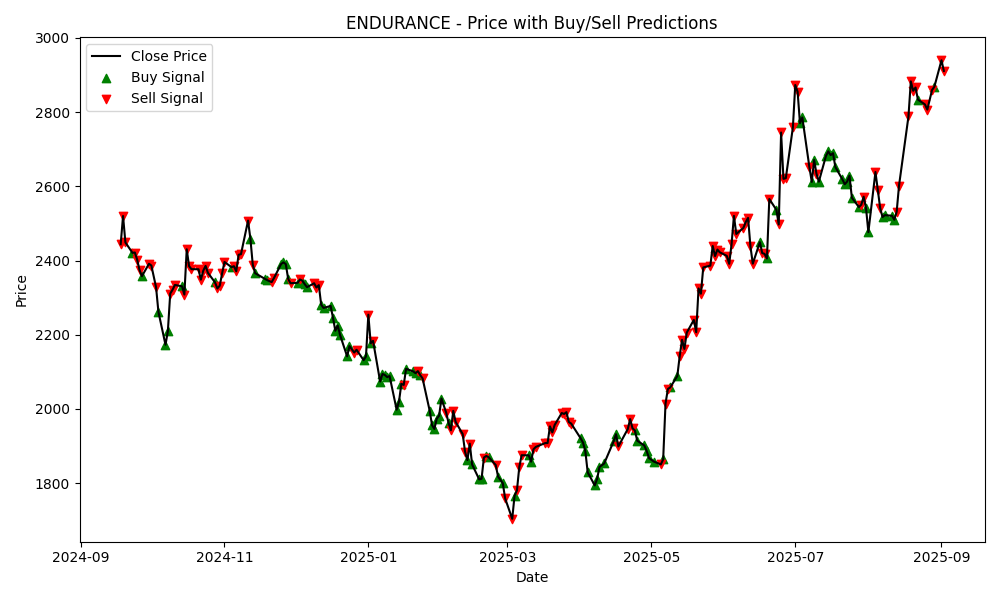 ENDURANCE - Price with Buy/Sell Predictions
Close Price
Buy Signal
Sell Signal
3000
2800
2600
2400
2200
2000
1800
Price
2024-09
2024-11
2025-01
2025-03
2025-05
2025-07
2025-09
Date